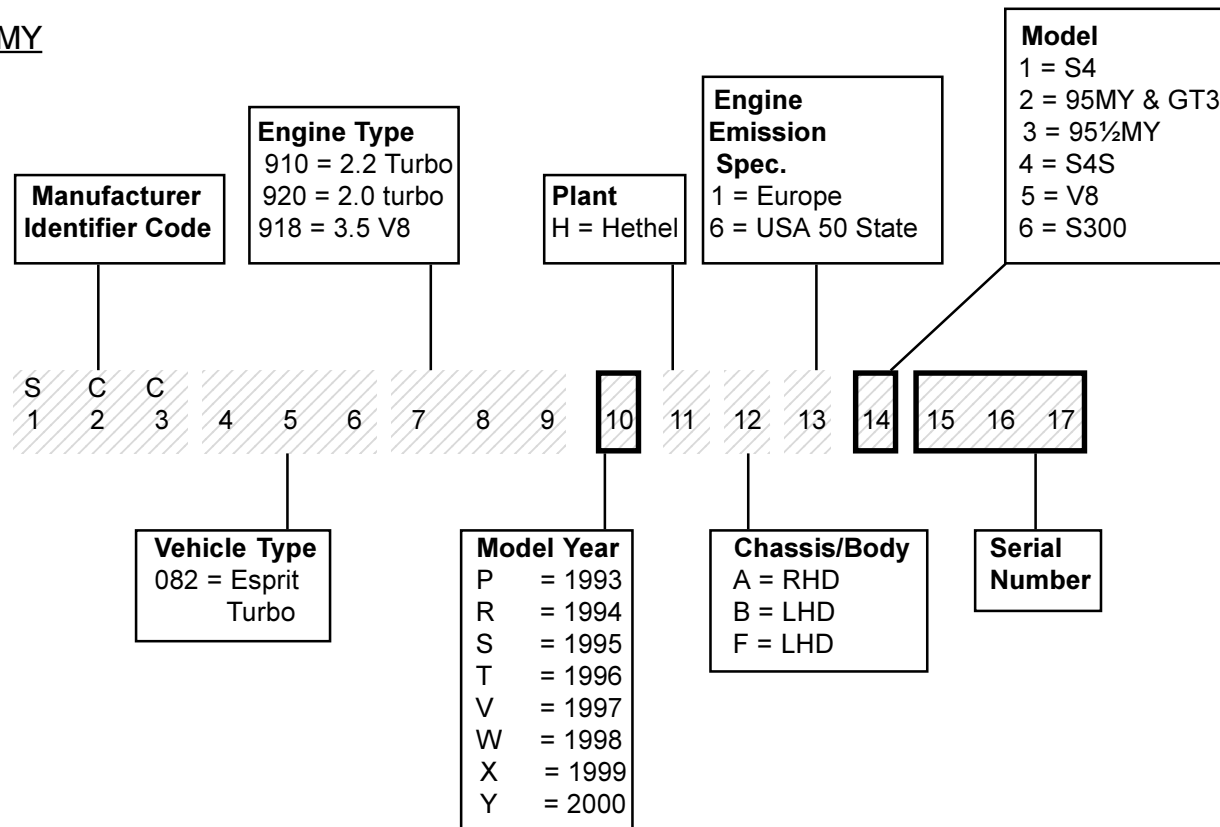 MY
Model
1 = S4
2 = 95MY & GT3
3 = 95½MY
4 = S4S
5 = V8
6 = S300
Engine
Emission
Spec.
1 = Europe
6 = USA 50 State
Engine Type
910 = 2.2 Turbo
920 = 2.0 turbo
918 = 3.5 V8
Plant
H = Hethel
Manufacturer
Identifier Code
S C C
1 2 3 4 5 6 7 8 9 10 11 12 13 14 15 16 17
Vehicle Type
082 = Esprit
Turbo
Model Year
P = 1993
R = 1994
S = 1995
T = 1996
V = 1997
W = 1998
X = 1999
Y = 2000
Chassis/Body
A = RHD
B = LHD
F = LHD
Serial
Number